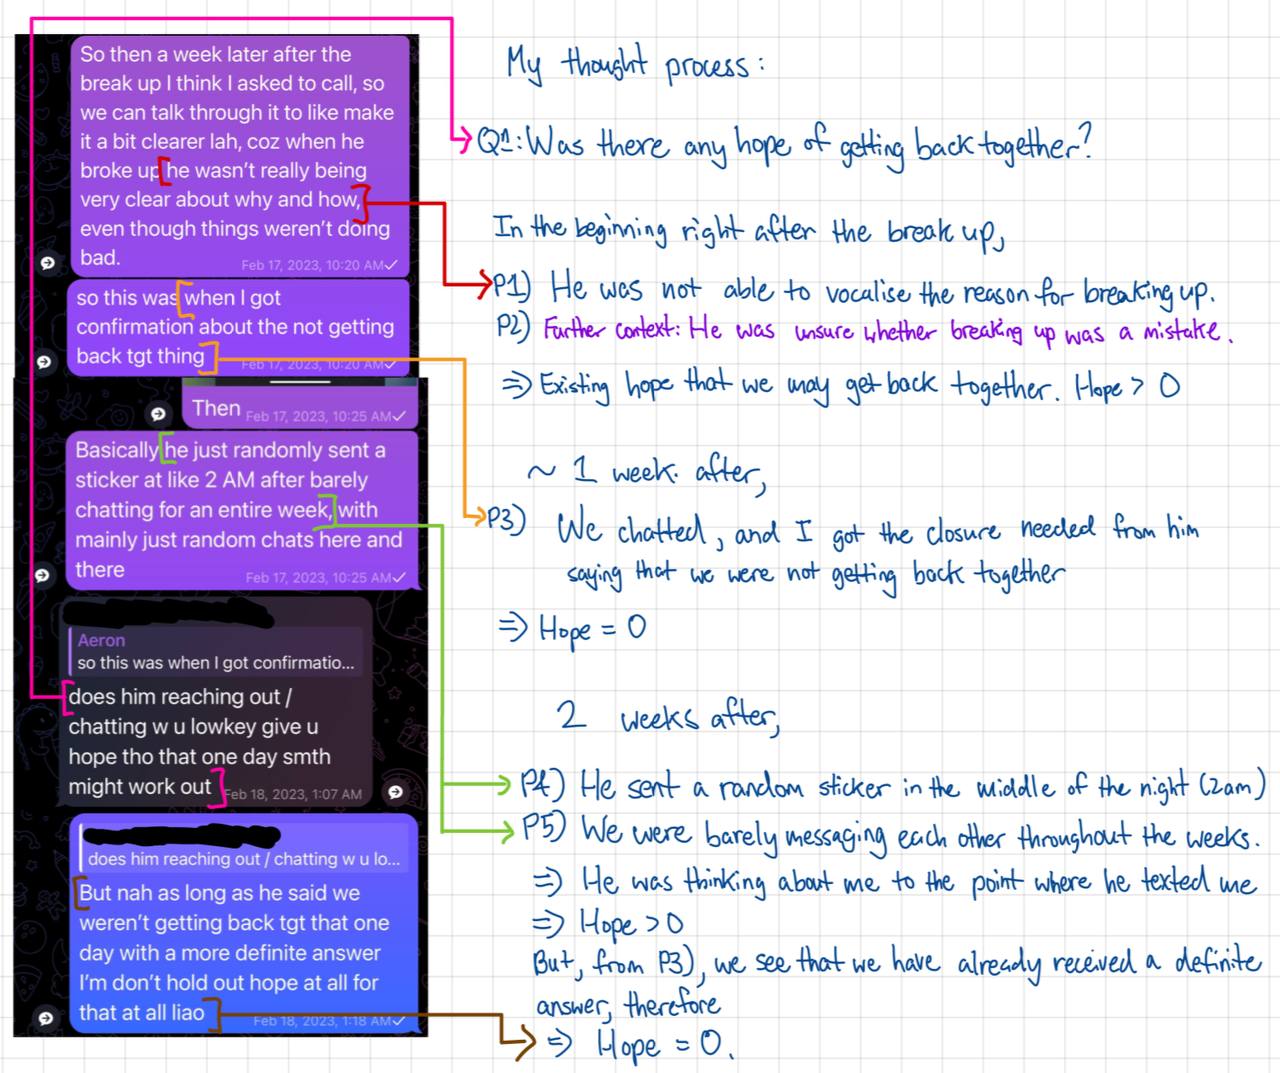 So then a week later after the
break up I think I asked to call, so
we can talk through it to like make
it a bit clearer lah, coz when he
broke up he wasn't really being
very clear about why and how,
even though things weren't doing
bad.
Feb 17, 2023, 10:20 AM
so this was when I got
confirmation about the not getting
back tgt thing
Feb 17, 2023, 10:20 AM
Then
Feb 17, 2023, 10:25 AM
Basically he just randomly sent a
sticker at like 2 AM after barely
chatting for an entire week, with
mainly just random chats here and
there
Feb 17, 2023, 10:25 AM
Aeron
so this was when I got confirmatio...
does him reaching out /
chatting w u lowkey give u
hope tho that one day smth
might work out
Feb 18, 2023, 1:07 AM
does him reaching out / chatting w u lo...
But nah as long as he said we
weren't getting back tgt that one
day with a more definite answer
I'm don't hold out hope at all for
that at all liao
Feb 18, 2023, 1:18 AM
My thought process:
Q1: Was there any hope of getting back together?
In the beginning right after the break up,
P1) He was not able to vocalise the reason for breaking up.
P2) Further context: He was unsure whether breaking up was a mistake.
⇒ Existing hope that we may get back together. Hope > 0
~ 1 week after,
P3) We chatted, and I got the closure needed from him
saying that we were not getting back together
⇒ Hope = 0
2 weeks after,
P4) He sent a random sticker in the middle of the night (2am)
P5) We were barely messaging each other throughout the weeks.
⇒ He was thinking about me to the point where he texted me
⇒ Hope > 0
But, from P3), we see that we have already received a definite
answer, therefore
⇒ Hope = 0.